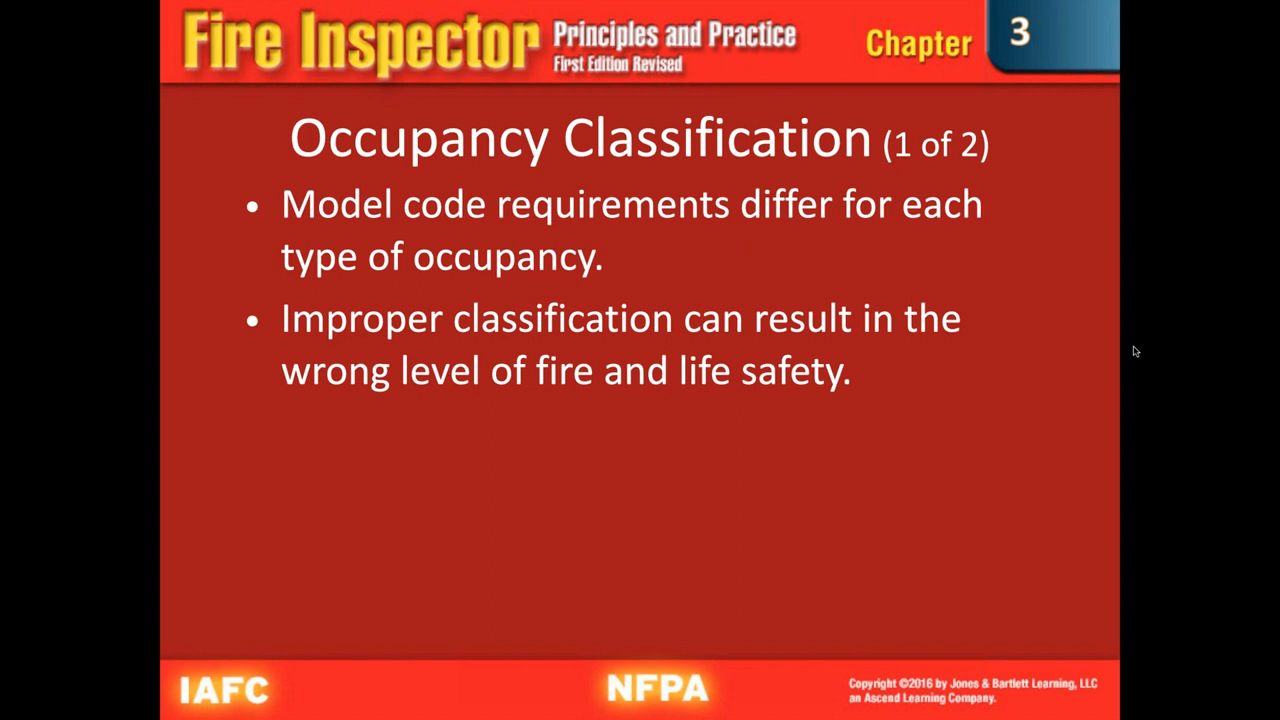 Fire Inspector Principles and Practice
First Edition Revised
Chapter 3
Occupancy Classification (1 of 2)
• Model code requirements differ for each
type of occupancy.
• Improper classification can result in the
wrong level of fire and life safety.
IAFC
NFPA
Copyright ©2016 by Jones & Bartlett Learning, LLC
an Ascend Learning Company.